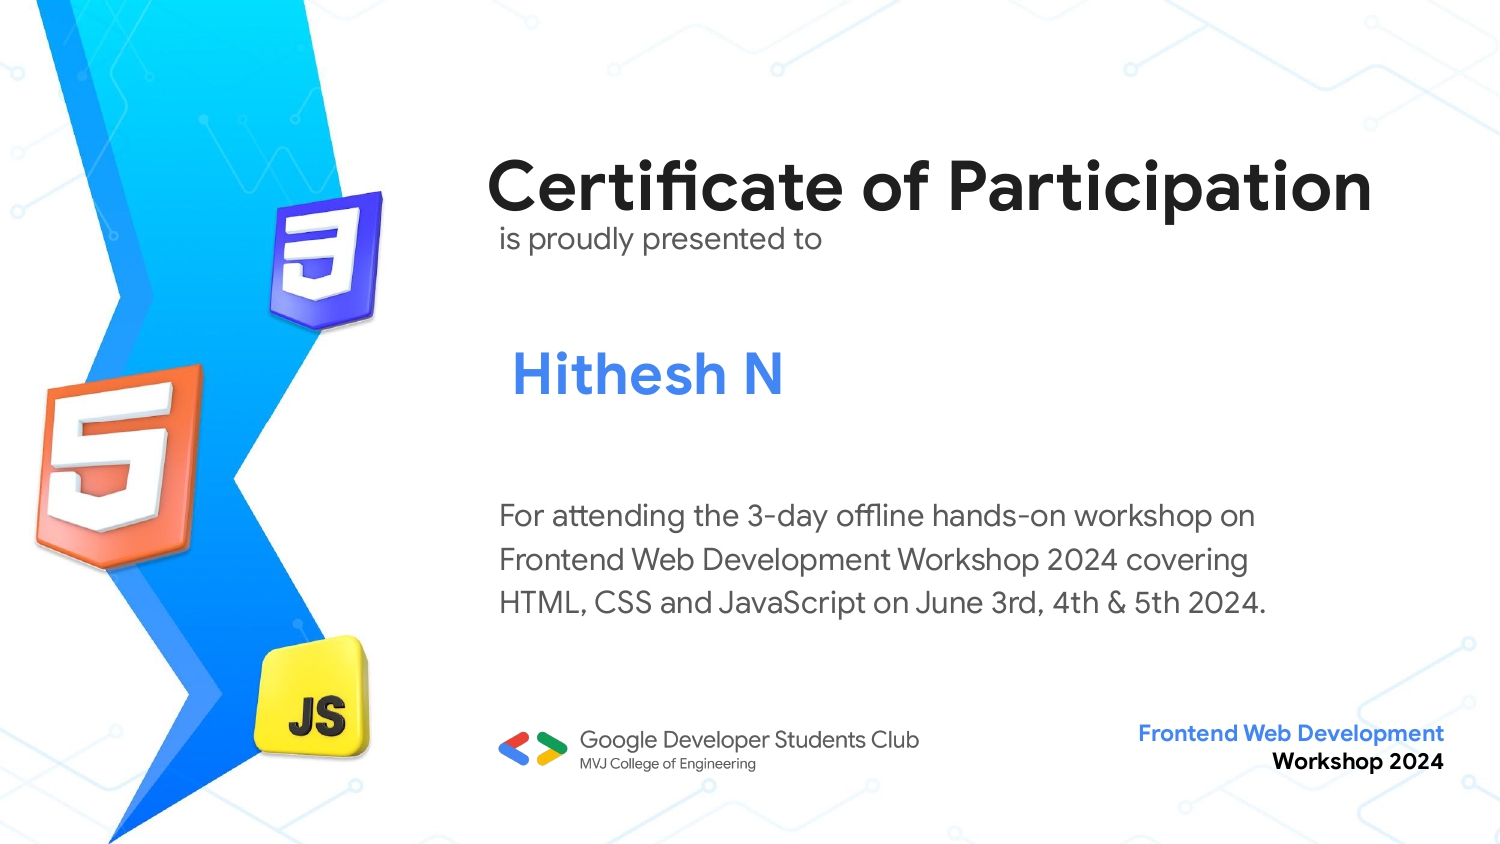 Certificate of Participation
is proudly presented to
3
Hithesh N
5
For attending the 3-day offline hands-on workshop on
Frontend Web Development Workshop 2024 covering
HTML, CSS and JavaScript on June 3rd, 4th & 5th 2024.
JS
Google Developer Students Club
MVJ College of Engineering
Frontend Web Development
Workshop 2024